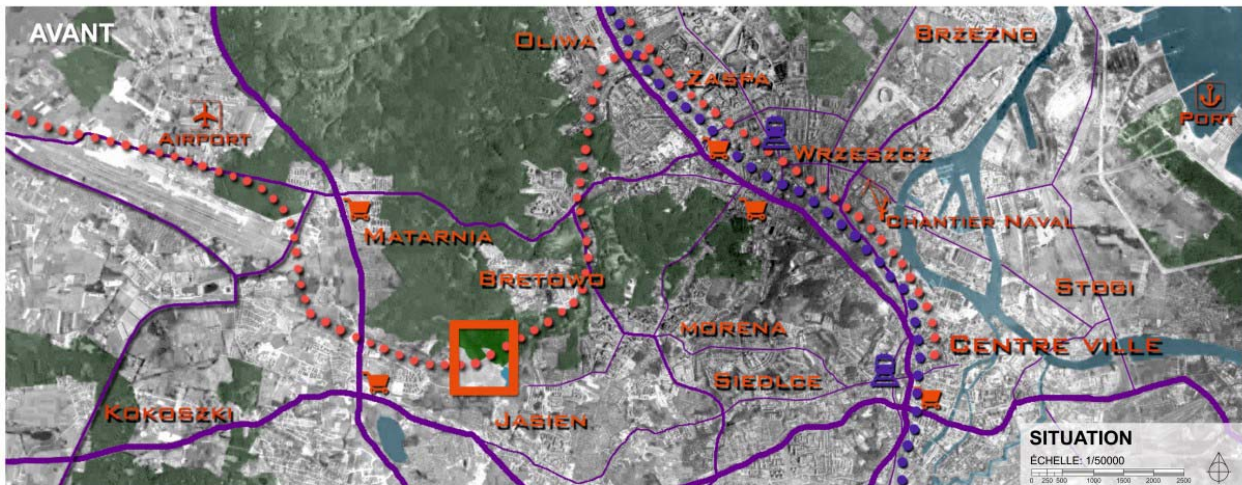 AVANT
OLIWA
BRZEZNO
ZASPA
AIRPORT
PORT
WRZESZCZ
CHANTIER NAVAL
MATARNIA
BRETOWO
STOGI
MORENA
CENTRE VILLE
SIEDLCE
KOKOSZKI
JASIEN
SITUATION
ÉCHELLE: 1/50000
0 250 500 1000 1500 2000 2500